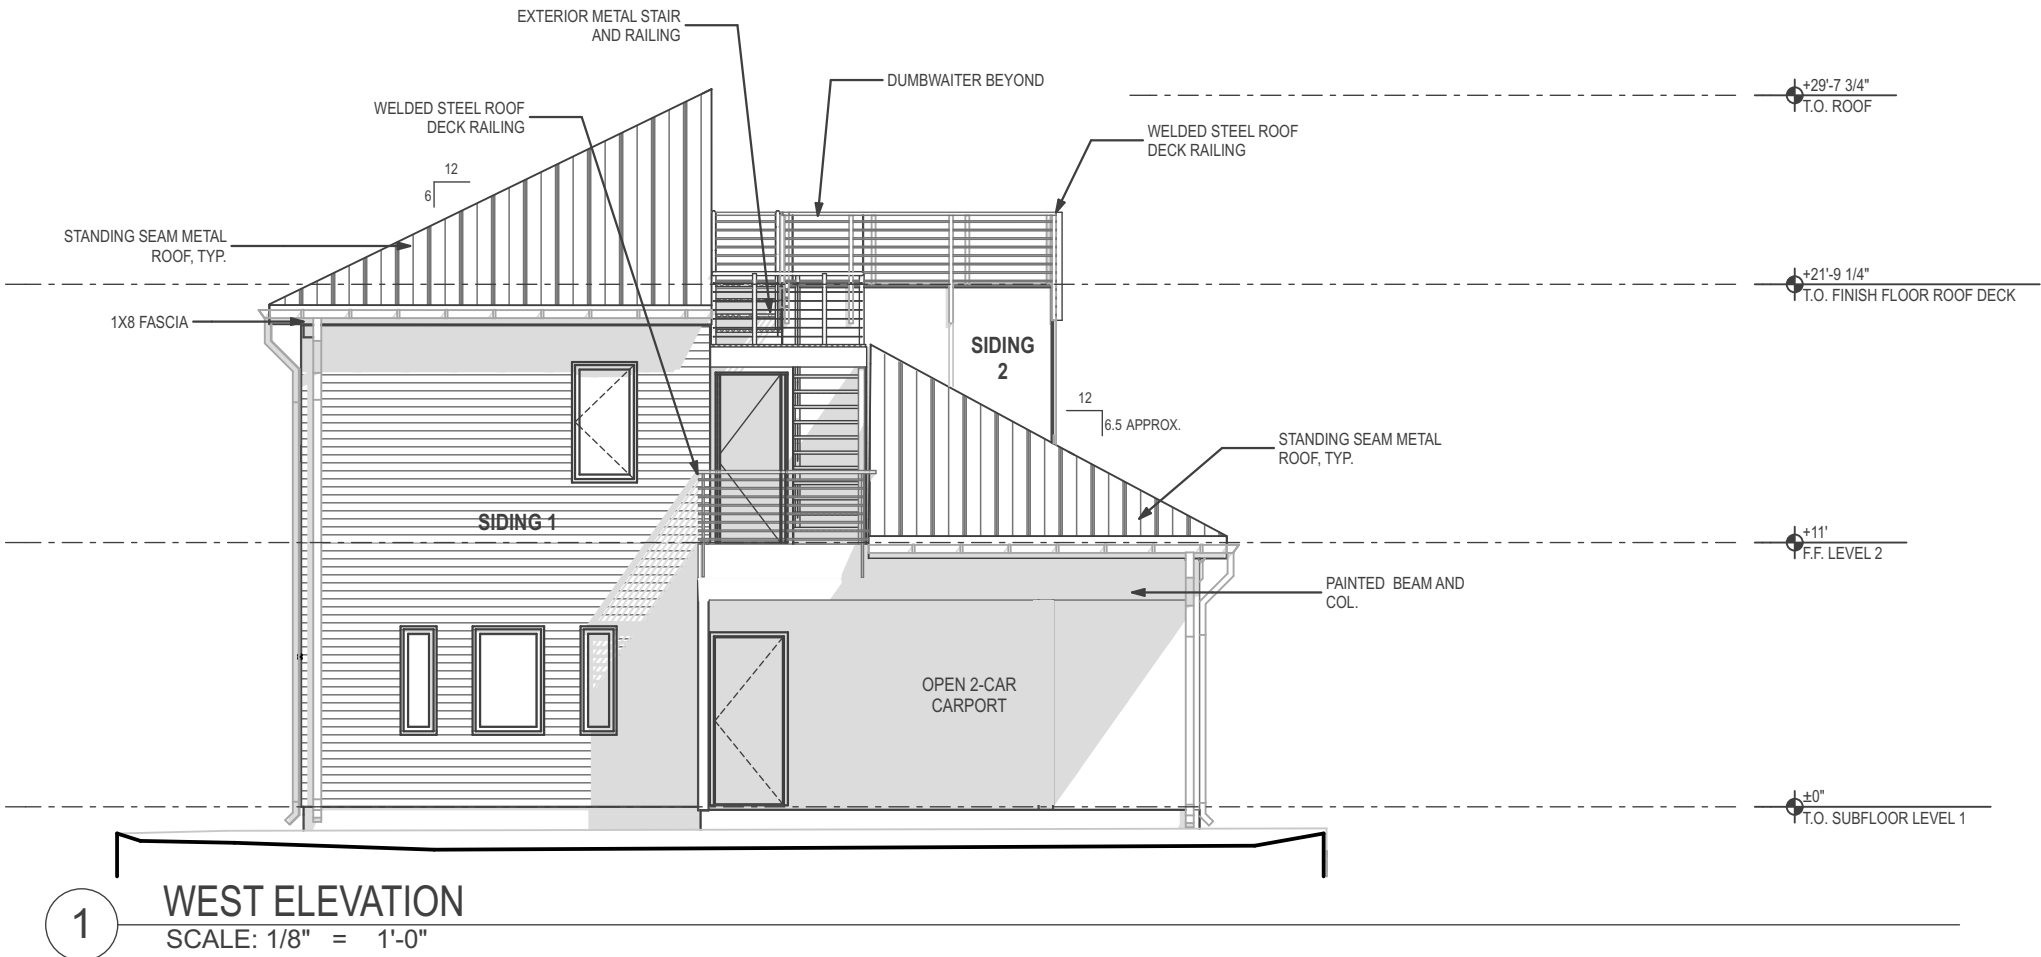 EXTERIOR METAL STAIR
AND RAILING
DUMBWAITER BEYOND
+29'-7 3/4"
T.O. ROOF
WELDED STEEL ROOF
DECK RAILING
WELDED STEEL ROOF
DECK RAILING
12
6
STANDING SEAM METAL
ROOF, TYP.
+21'-9 1/4"
T.O. FINISH FLOOR ROOF DECK
1X8 FASCIA
SIDING
2
12
6.5 APPROX.
STANDING SEAM METAL
ROOF, TYP.
SIDING 1
+11'
F.F. LEVEL 2
PAINTED BEAM AND
COL.
OPEN 2-CAR
CARPORT
±0"
T.O. SUBFLOOR LEVEL 1
1
WEST ELEVATION
SCALE: 1/8" = 1'-0"